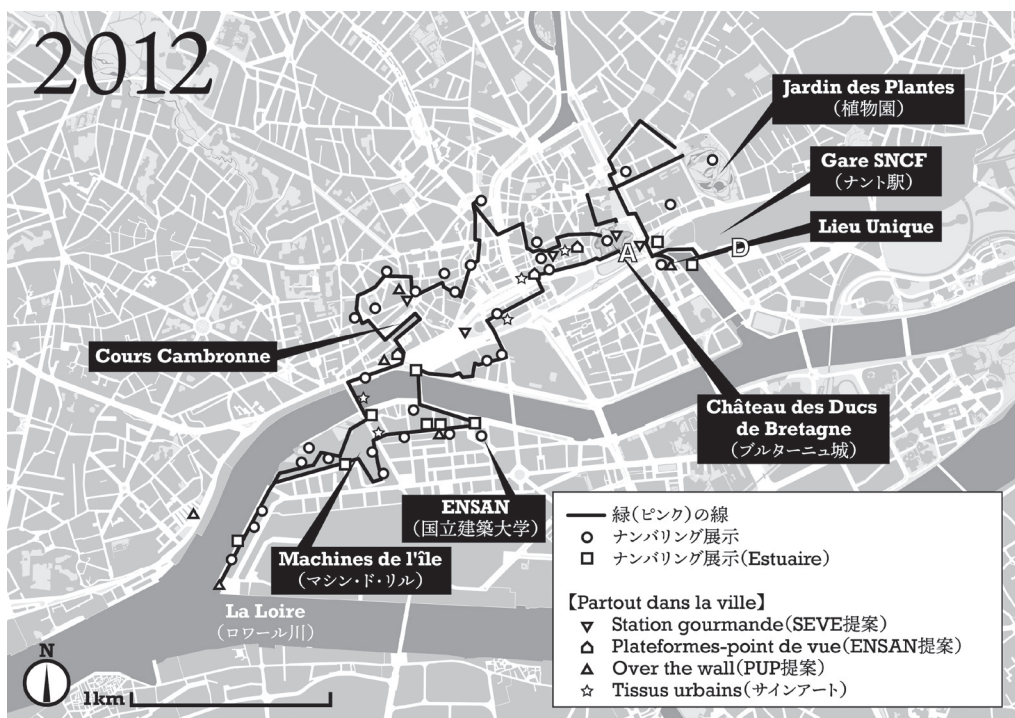 2012
Jardin des Plantes
（植物園）
Gare SNCF
（ナント駅）
Lieu Unique
A
D
Cours Cambronne
Château des Ducs
de Bretagne
（ブルターニュ城）
ENSAN
（国立建築大学）
Machines de l'île
（マシン・ド・リル）
La Loire
（ロワール川）
N
1km
緑（ピンク）の線
ナンバリング展示
ナンバリング展示（Estuaire）
【Partout dans la ville】
Station gourmande（SEVE提案）
Plateformes-point de vue（ENSAN提案）
Over the wall（PUP提案）
Tissus urbains（サインアート）